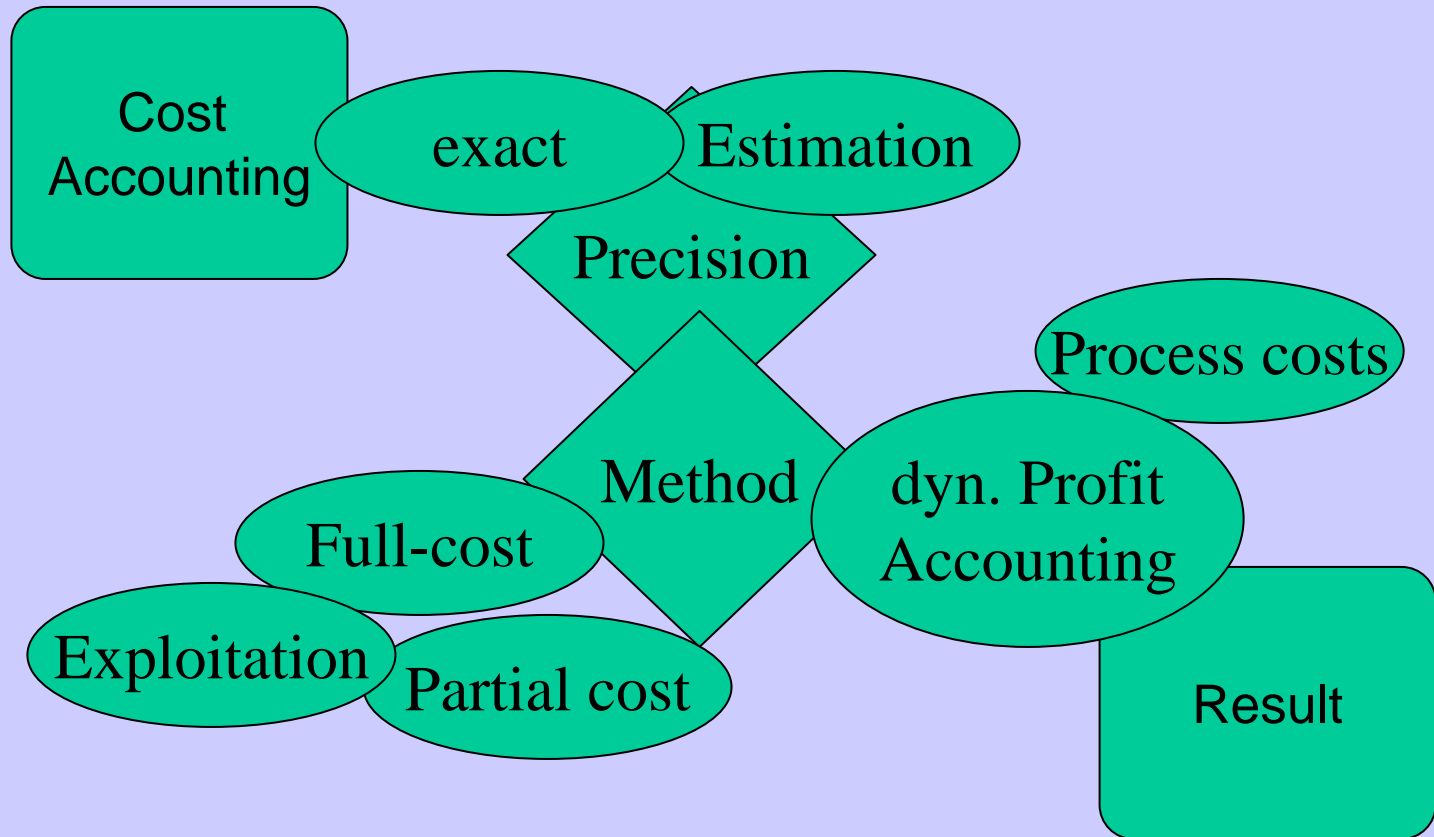 Cost
Accounting
exact
Estimation
Precision
Process costs
Method
dyn. Profit
Accounting
Full-cost
Exploitation
Partial cost
Result